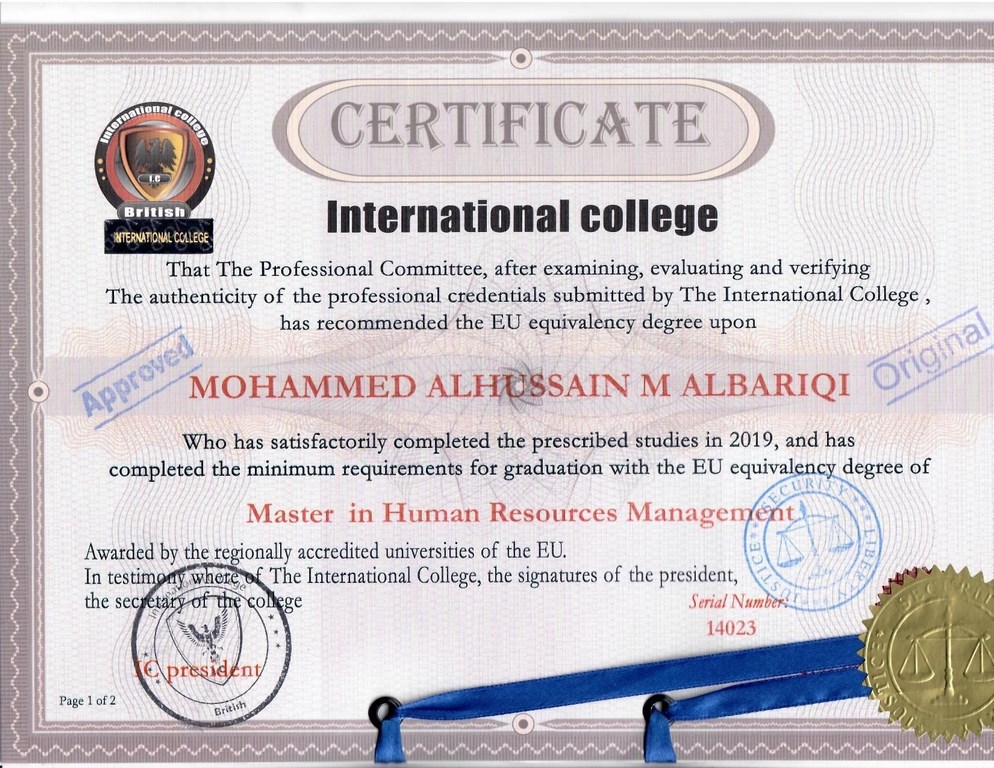 International college
I.C
British
INTERNATIONAL COLLEGE
CERTIFICATE
International college
That The Professional Committee, after examining, evaluating and verifying
The authenticity of the professional credentials submitted by The International College ,
has recommended the EU equivalency degree upon
Approved
Original
MOHAMMED ALHUSSAIN M ALBARIQI
Who has satisfactorily completed the prescribed studies in 2019, and has
completed the minimum requirements for graduation with the EU equivalency degree of
Master in Human Resources Management
SECURITY
LIBERTY
JUSTICE
Awarded by the regionally accredited universities of the EU.
In testimony where of The International College, the signatures of the president,
the secretary of the college
Serial Number:
14023
International College
IC president
British
Page 1 of 2